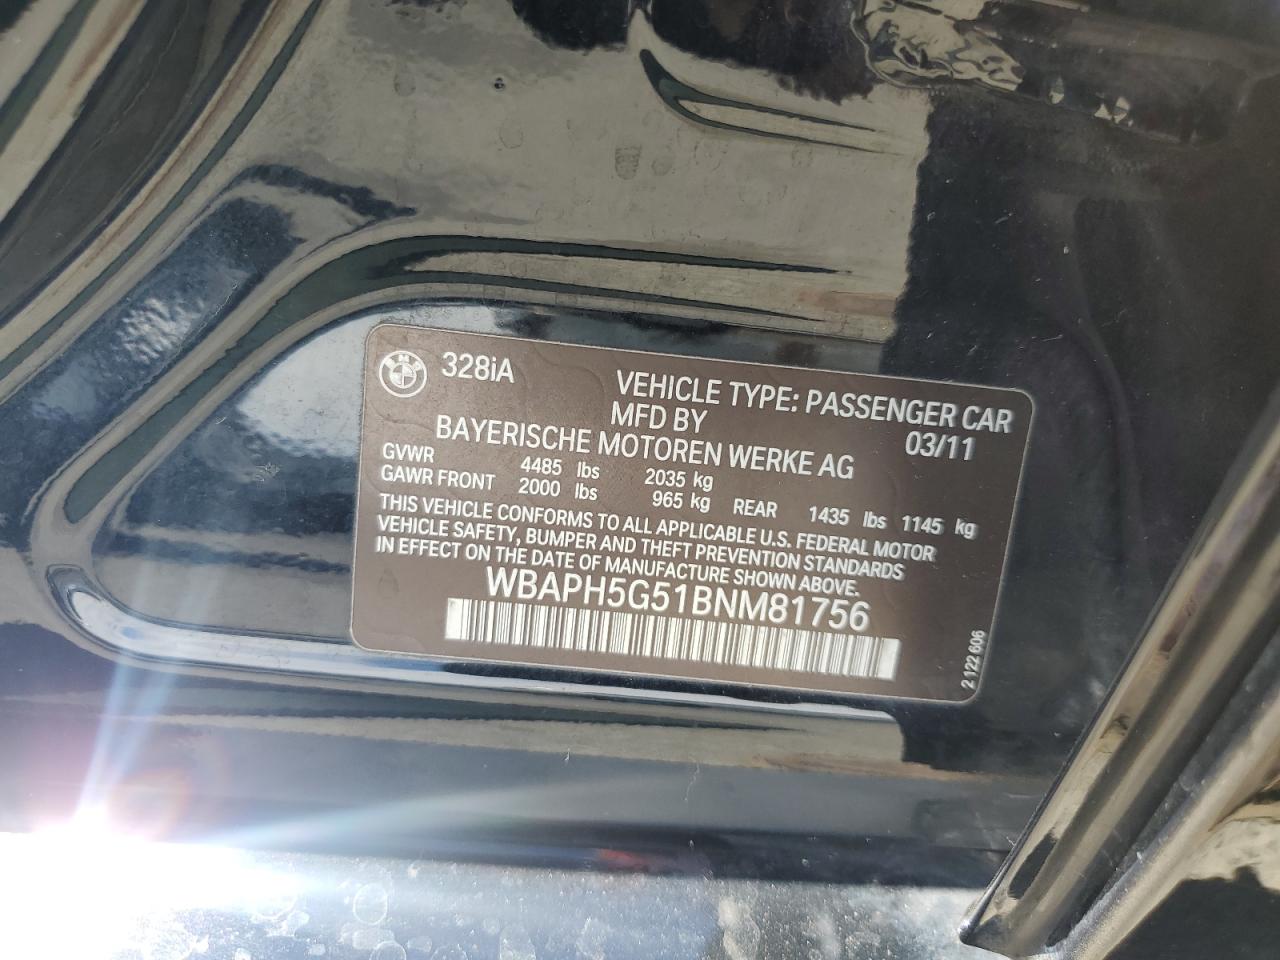 BMW 328iA
VEHICLE TYPE: PASSENGER CAR
MFD BY 03/11
BAYERISCHE MOTOREN WERKE AG
GVWR 4485 lbs 2035 kg
GAWR FRONT 2000 lbs 965 kg REAR 1435 lbs 1145 kg
THIS VEHICLE CONFORMS TO ALL APPLICABLE U.S. FEDERAL MOTOR
VEHICLE SAFETY, BUMPER AND THEFT PREVENTION STANDARDS
IN EFFECT ON THE DATE OF MANUFACTURE SHOWN ABOVE.
WBAPH5G51BNM81756
2 122 606